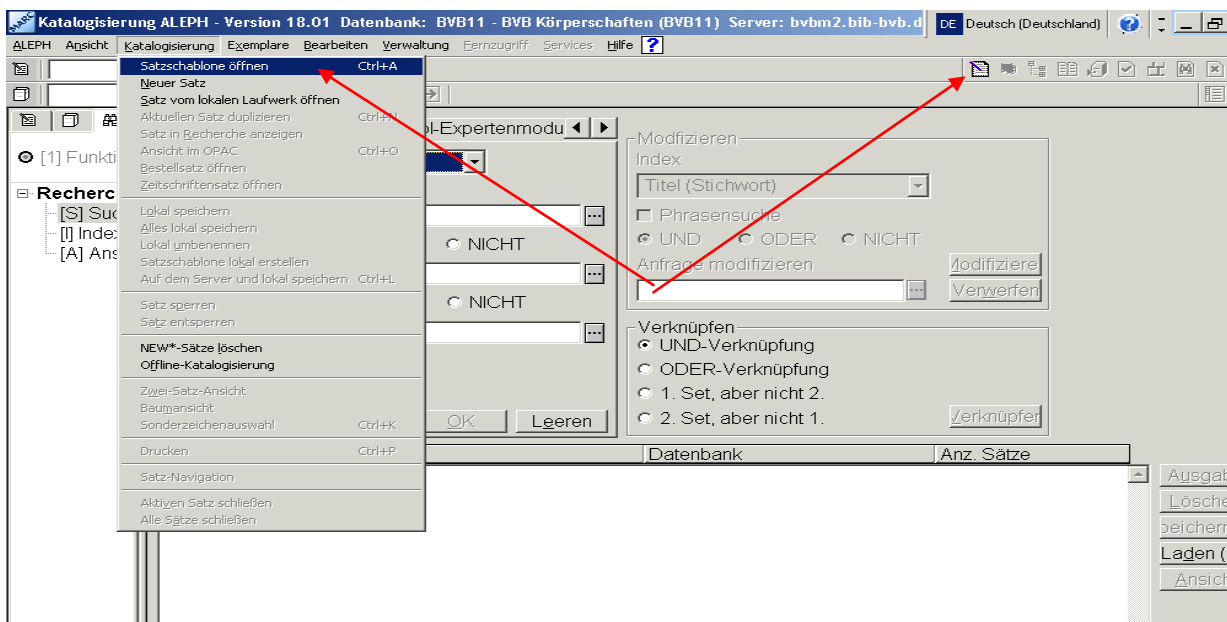 Katalogisierung ALEPH - Version 18.01 Datenbank: BVB11 - BVB Körperschaften (BVB11) Server: bvbm2.bib-bvb.d
DE Deutsch (Deutschland)
ALEPH Ansicht Katalogisierung Exemplare Bearbeiten Verwaltung Fernzugriff Services Hilfe ?
Satzschablone öffnen Ctrl+A
Neuer Satz
Satz vom lokalen Laufwerk öffnen
Aktuellen Satz duplizieren Ctrl+N
Satz in Recherche anzeigen
Ansicht im OPAC Ctrl+O
Bestellsatz öffnen
Zeitschriftensatz öffnen
Lokal speichern
Alles lokal speichern
Lokal umbenennen
Satzschablone lokal erstellen
Auf dem Server und lokal speichern Ctrl+L
Satz sperren
Satz entsperren
NEW*-Sätze löschen
Offline-Katalogisierung
Zwei-Satz-Ansicht
Baumansicht
Sonderzeichenauswahl Ctrl+K
Drucken Ctrl+P
Satz-Navigation
Aktiven Satz schließen
Alle Sätze schließen
[1] Funkti
Recherc
[S] Suc
[I] Index
[A] Ans
ol-Expertenmodu
NICHT
NICHT
OK Leeren
Modfizieren
Index
Titel (Stichwort)
Phrasensuche
UND ODER NICHT
Anfrage modifizieren
Modifiziere
Verwerfen
Verknüpfen
UND-Verknüpfung
ODER-Verknüpfung
1. Set, aber nicht 2.
2. Set, aber nicht 1.
Verknüpfer
Datenbank Anz. Sätze
Ausgab
Lösche
peichern
Laden (
Ansich